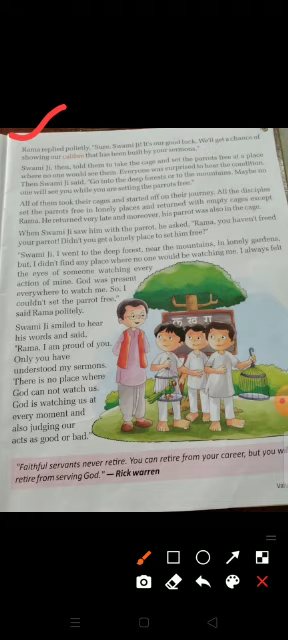 Rama replied politely, "Sure, Swami Ji! It's our good luck. We'll get a chance of
showing our calibre that has been built by your sermons."
Swami Ji, then, told them to take the cage and set the parrots free at a place
where no one would see them. Everyone was surprised to hear the condition.
Then Swami Ji said, "Go into the deep forests or to the mountains. Maybe no
one will see you while you are setting the parrots free."
All of them took their cages and started off on their journey. All the disciples
set the parrots free in lonely places and returned with empty cages except
Rama. He returned very late and moreover, his parrot was also in the cage.
When Swami Ji saw him with the parrot, he asked, "Rama, you haven't freed
your parrot! Didn't you get a lonely place to set him free?"
"Swami Ji, I went to the deep forest, near the mountains, in lonely gardens,
but, I didn't find any place where no one would be watching me. I always felt
the eyes of someone watching every
action of mine. God was present
everywhere to watch me. So, I
couldn't set the parrot free,"
said Rama politely.
क ख ग
Swami Ji smiled to hear
his words and said,
"Rama, I am proud of you.
Only you have
understood my sermons.
There is no place where
God can not watch us.
God is watching us at
every moment and
also judging our
acts as good or bad."
"Faithful servants never retire. You can retire from your career, but you wi
retire from serving God." — Rick warren